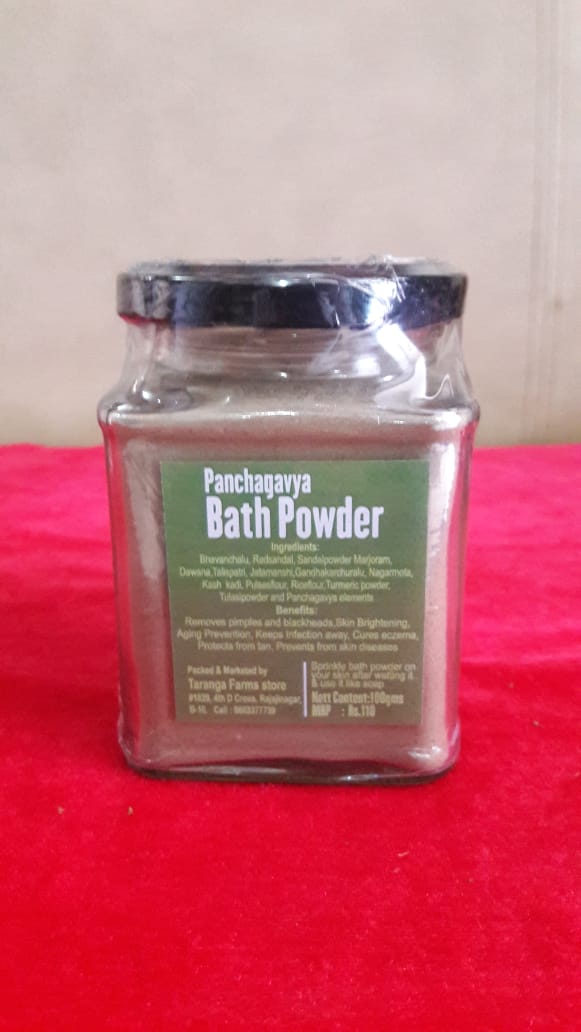 Panchagavya
Bath Powder
Ingredients:
Bhavanchalu, Redsandal, Sandalpowder Marjoram,
Dawana,Talispatri, Jatamanshi,Gandhakarchuralu, Nagarmota,
Kash kadi, Pulsesflour, Riceflour,Turmeric powder,
Tulasipowder and Panchagavya elements
Benefits:
Removes pimples and blackheads,Skin Brightening,
Aging Prevention, Keeps Infection away, Cures eczema,
Protects from tan, Prevents from skin diseases
Packed & Marketed by
Taranga Farms store
4th D Cross, Rajajinagar,
Call :
Sprinkle bath powder on
your skin after wetting it
& use it like soap
Nett Content:100gms
MRP : Rs.110